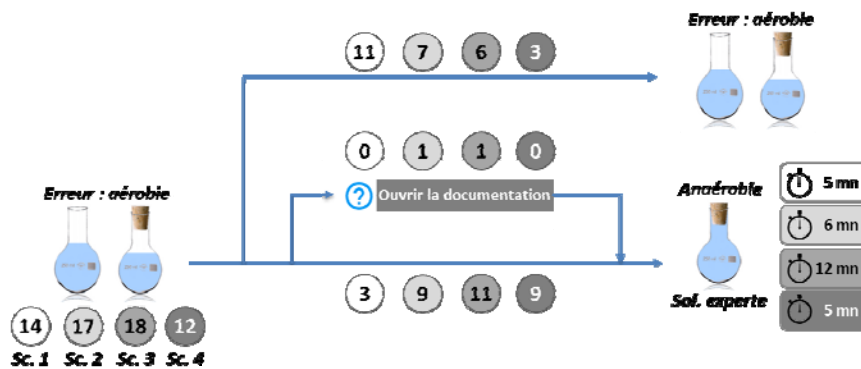 Erreur : aérobie
11 7 6 3
0 1 1 0
? Ouvrir la documentation
Erreur : aérobie
Anaéroble
5 mn
6 mn
12 mn
5 mn
Sol. experte
3 9 11 9
14 17 18 12
Sc. 1 Sc. 2 Sc. 3 Sc. 4